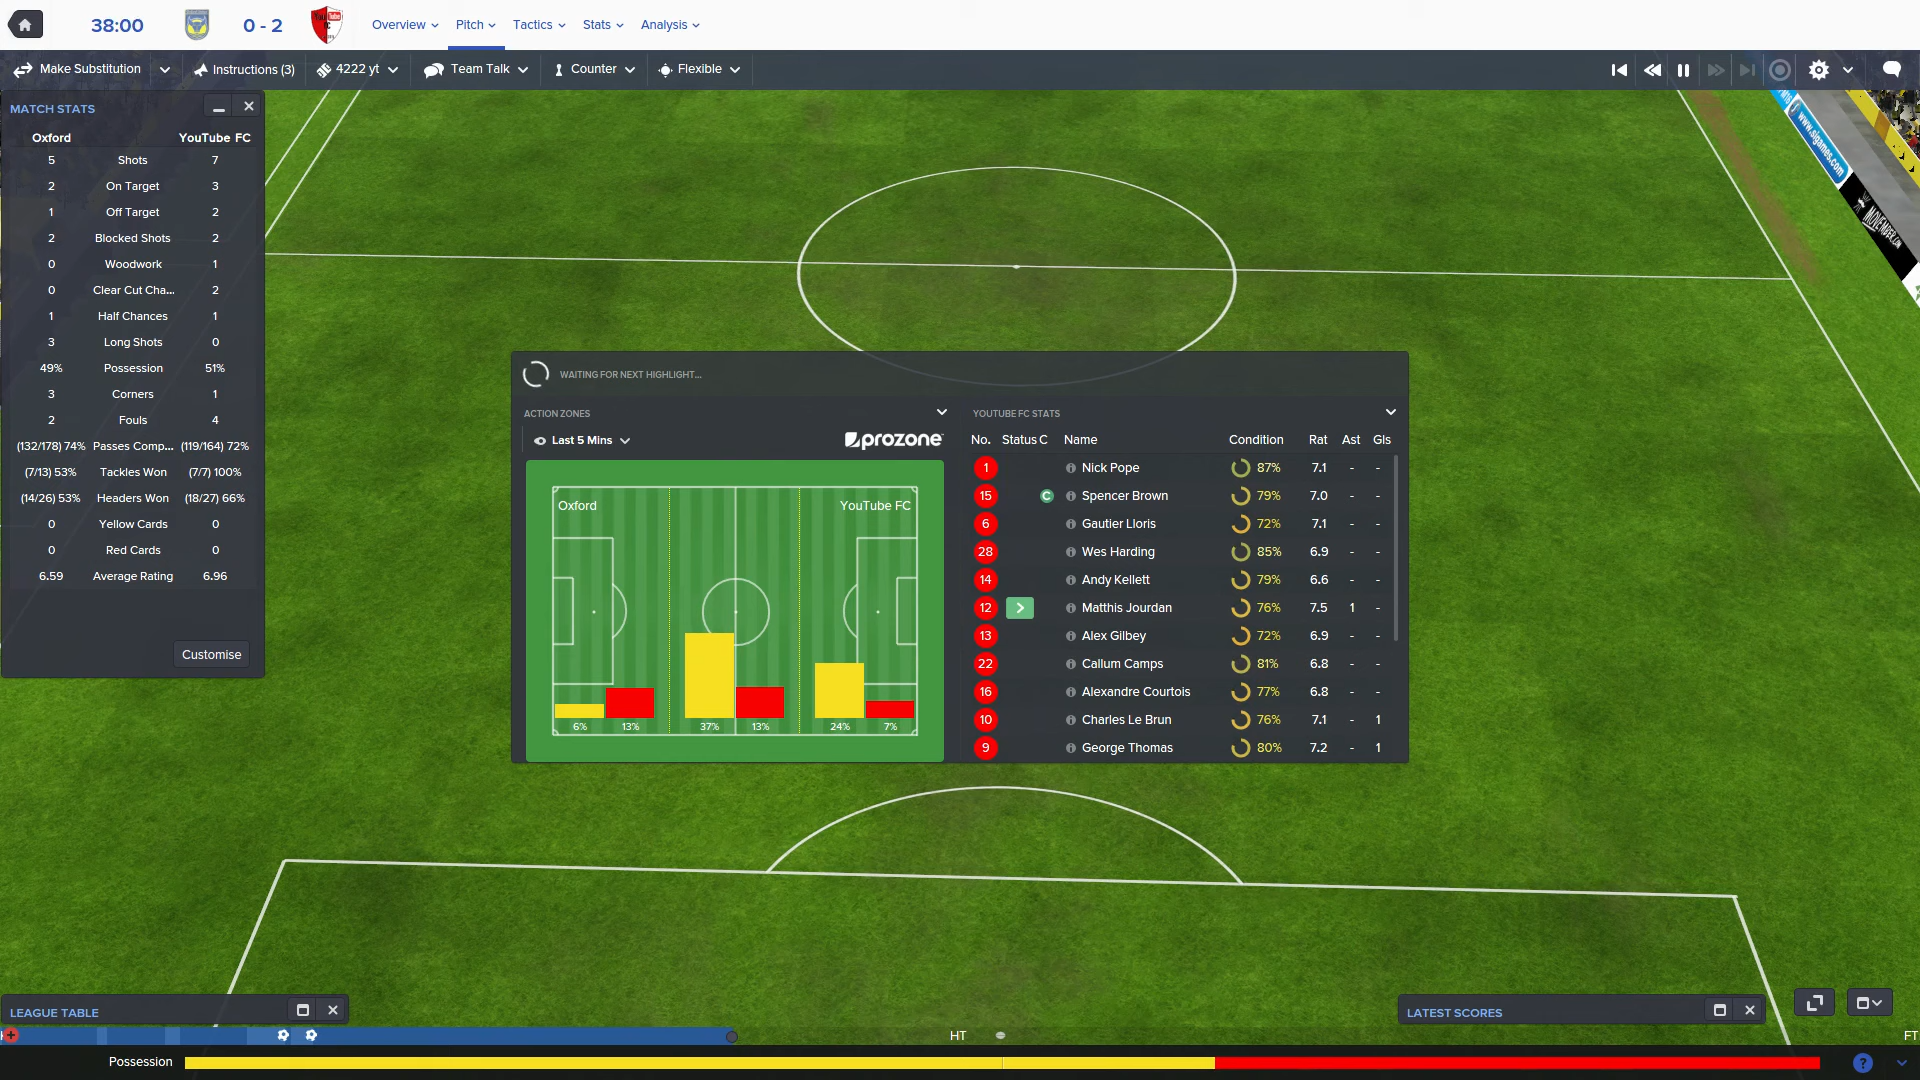 38:00
0 - 2
Overview Pitch Tactics Stats Analysis
Make Substitution Instructions (3) 4222 yt Team Talk Counter Flexible
MATCH STATS
Oxford YouTube FC
5 Shots 7
2 On Target 3
1 Off Target 2
2 Blocked Shots 2
0 Woodwork 1
0 Clear Cut Cha... 2
1 Half Chances 1
3 Long Shots 0
49% Possession 51%
3 Corners 1
2 Fouls 4
(132/178) 74% Passes Comp... (119/164) 72%
(7/13) 53% Tackles Won (7/7) 100%
(14/26) 53% Headers Won (18/27) 66%
0 Yellow Cards 0
0 Red Cards 0
6.59 Average Rating 6.96
Customise
www.sigames.com
MOVEMBER.COM
WAITING FOR NEXT HIGHLIGHT...
ACTION ZONES
Last 5 Mins
prozone
Oxford YouTube FC
6% 13% 37% 13% 24% 7%
YOUTUBE FC STATS
No. Status C Name Condition Rat Ast Gls
1 Nick Pope 87% 7.1 - -
15 C Spencer Brown 79% 7.0 - -
6 Gautier Lloris 72% 7.1 - -
28 Wes Harding 85% 6.9 - -
14 Andy Kellett 79% 6.6 - -
12 Matthis Jourdan 76% 7.5 1 -
13 Alex Gilbey 72% 6.9 - -
22 Callum Camps 81% 6.8 - -
16 Alexandre Courtois 77% 6.8 - -
10 Charles Le Brun 76% 7.1 - 1
9 George Thomas 80% 7.2 - 1
LEAGUE TABLE
LATEST SCORES
HT
FT
Possession
?